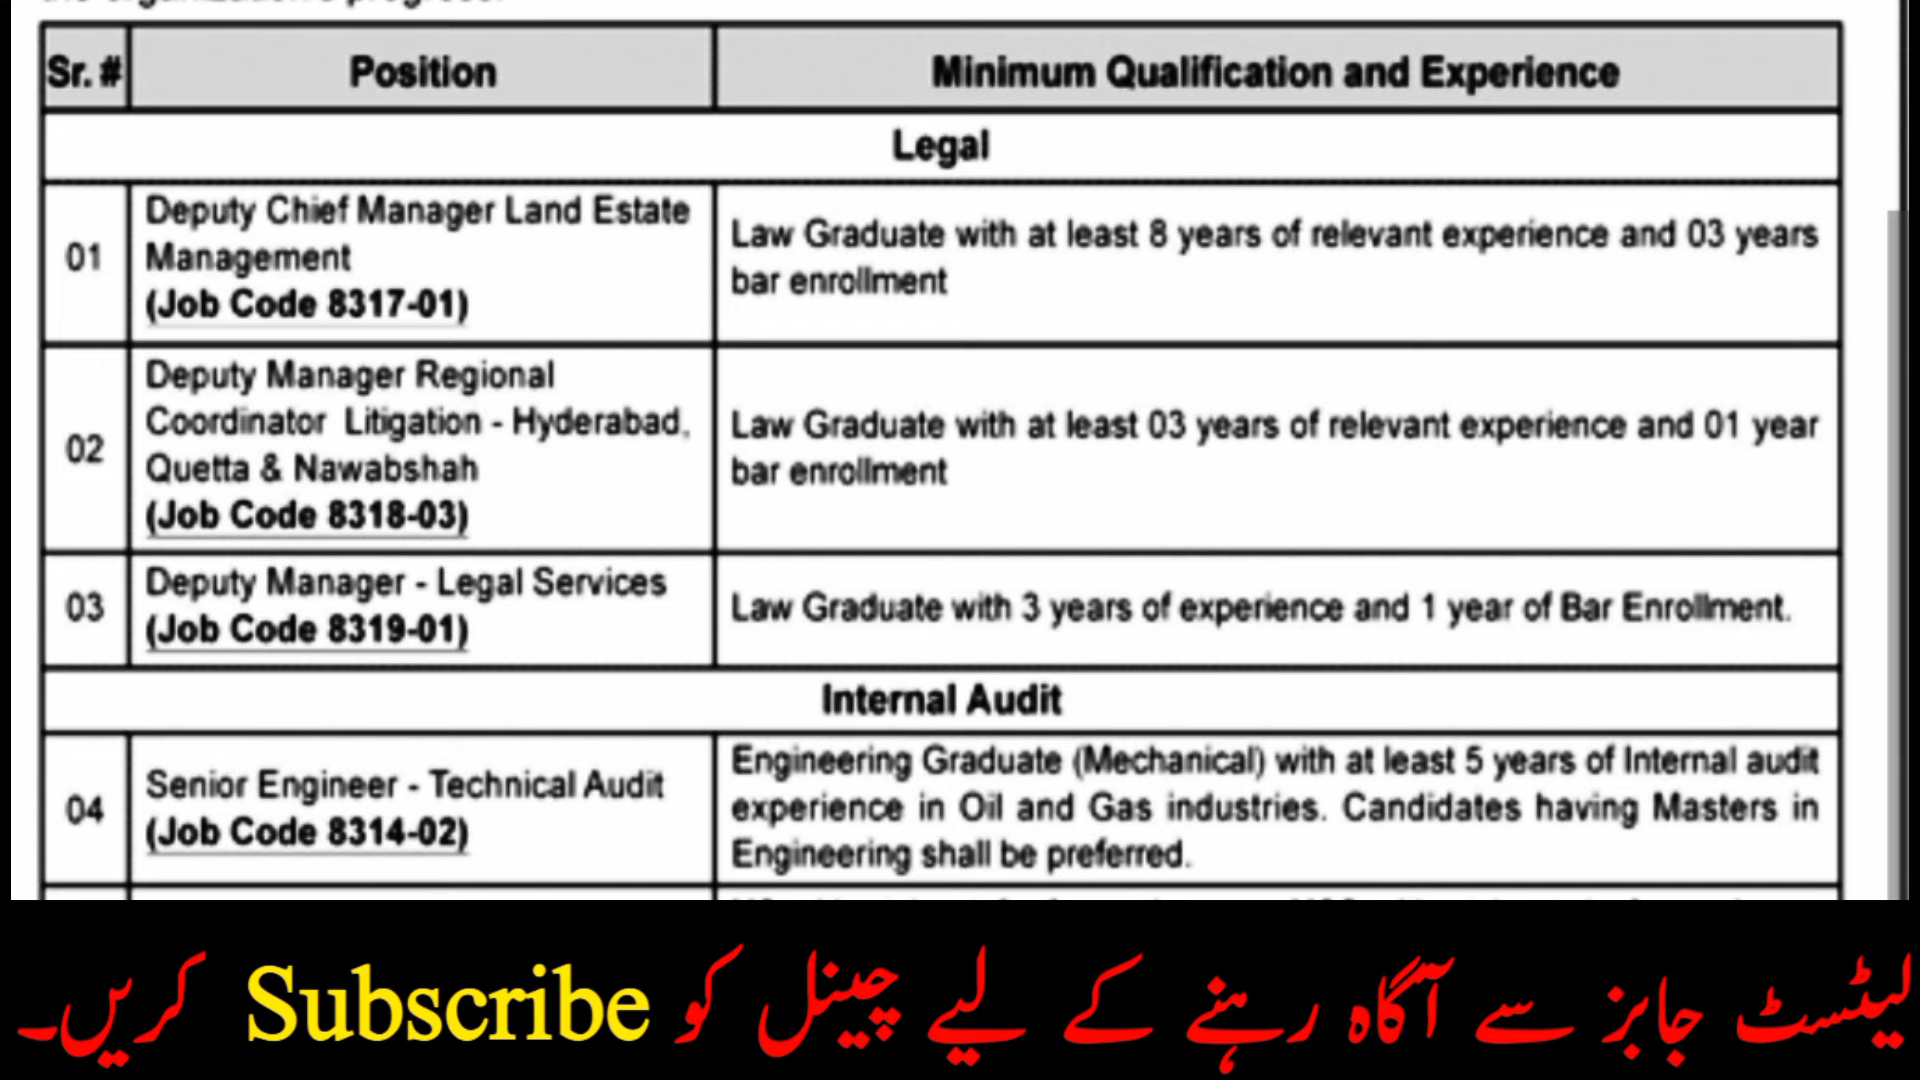 Sr. # Position Minimum Qualification and Experience
Legal
01
Deputy Chief Manager Land Estate
Management
(Job Code 8317-01)
Law Graduate with at least 8 years of relevant experience and 03 years
bar enrollment
02
Deputy Manager Regional
Coordinator Litigation - Hyderabad,
Quetta & Nawabshah
(Job Code 8318-03)
Law Graduate with at least 03 years of relevant experience and 01 year
bar enrollment
03
Deputy Manager - Legal Services
(Job Code 8319-01)
Law Graduate with 3 years of experience and 1 year of Bar Enrollment.
Internal Audit
04
Senior Engineer - Technical Audit
(Job Code 8314-02)
Engineering Graduate (Mechanical) with at least 5 years of Internal audit
experience in Oil and Gas industries. Candidates having Masters in
Engineering shall be preferred.
لیٹسٹ جابز سے آگاہ رہنے کے لیے چینل کو Subscribe کریں۔